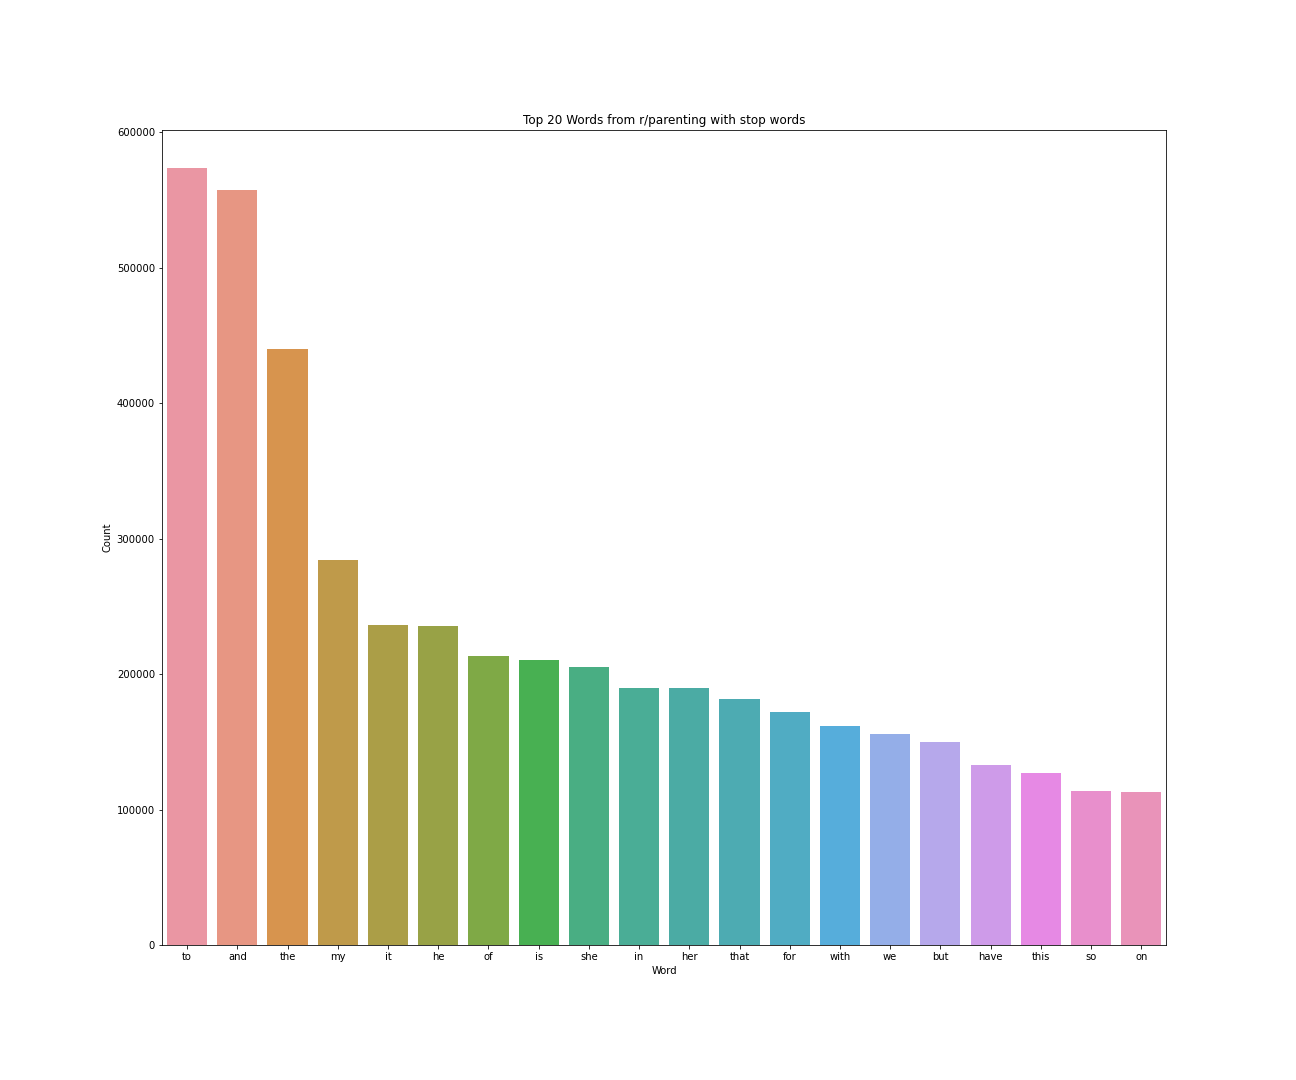 Top 20 Words from r/parenting with stop words
600000
500000
400000
300000
200000
100000
0
Count
to and the my it he of is she in her that for with we but have this so on
Word